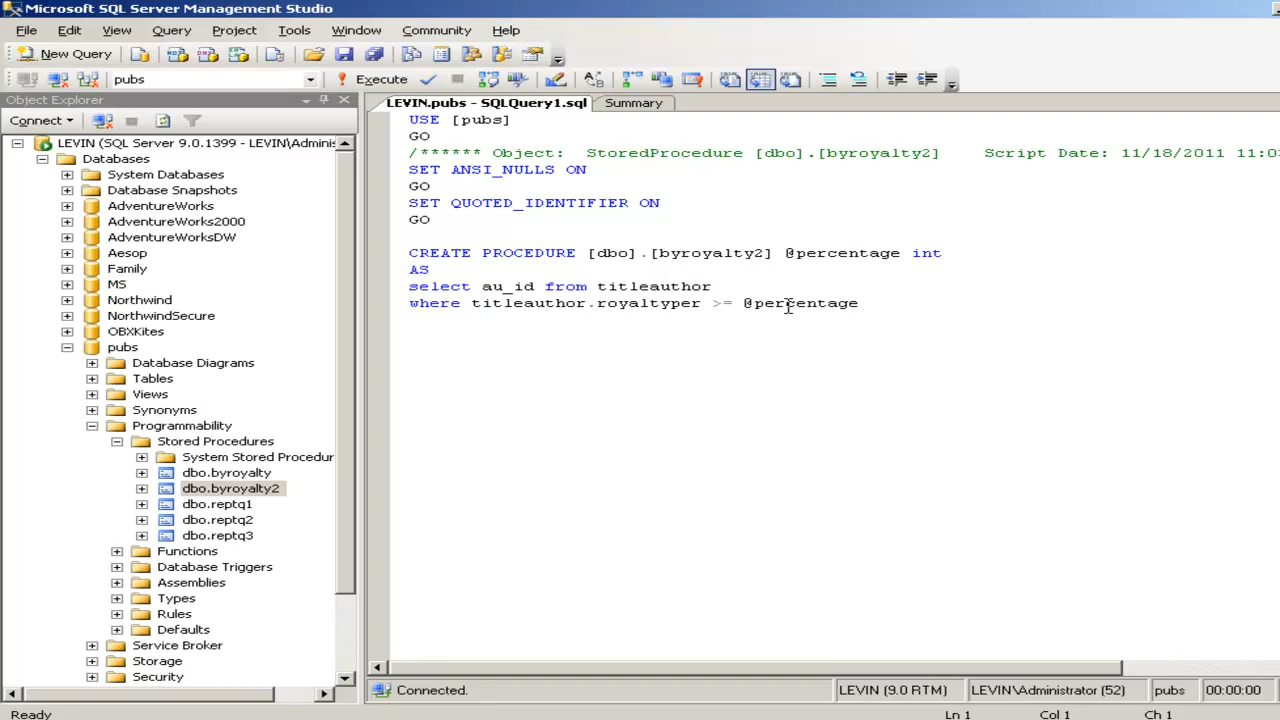 Microsoft SQL Server Management Studio
File Edit View Query Project Tools Window Community Help
New Query
pubs Execute
Object Explorer
Connect
LEVIN (SQL Server 9.0.1399 - LEVIN\Adminis
Databases
System Databases
Database Snapshots
AdventureWorks
AdventureWorks2000
AdventureWorksDW
Aesop
Family
MS
Northwind
NorthwindSecure
OBXKites
pubs
Database Diagrams
Tables
Views
Synonyms
Programmability
Stored Procedures
System Stored Procedur
dbo.byroyalty
dbo.byroyalty2
dbo.reptq1
dbo.reptq2
dbo.reptq3
Functions
Database Triggers
Assemblies
Types
Rules
Defaults
Service Broker
Storage
Security
LEVIN.pubs - SQLQuery1.sql Summary
USE [pubs]
GO
/****** Object:  StoredProcedure [dbo].[byroyalty2]    Script Date: 11/18/2011 11:0
SET ANSI_NULLS ON
GO
SET QUOTED_IDENTIFIER ON
GO
CREATE PROCEDURE [dbo].[byroyalty2] @percentage int
AS
select au_id from titleauthor
where titleauthor.royaltyper >= @percentage
Connected. LEVIN (9.0 RTM) LEVIN\Administrator (52) pubs 00:00:00
Ready Ln 1 Col 1 Ch 1